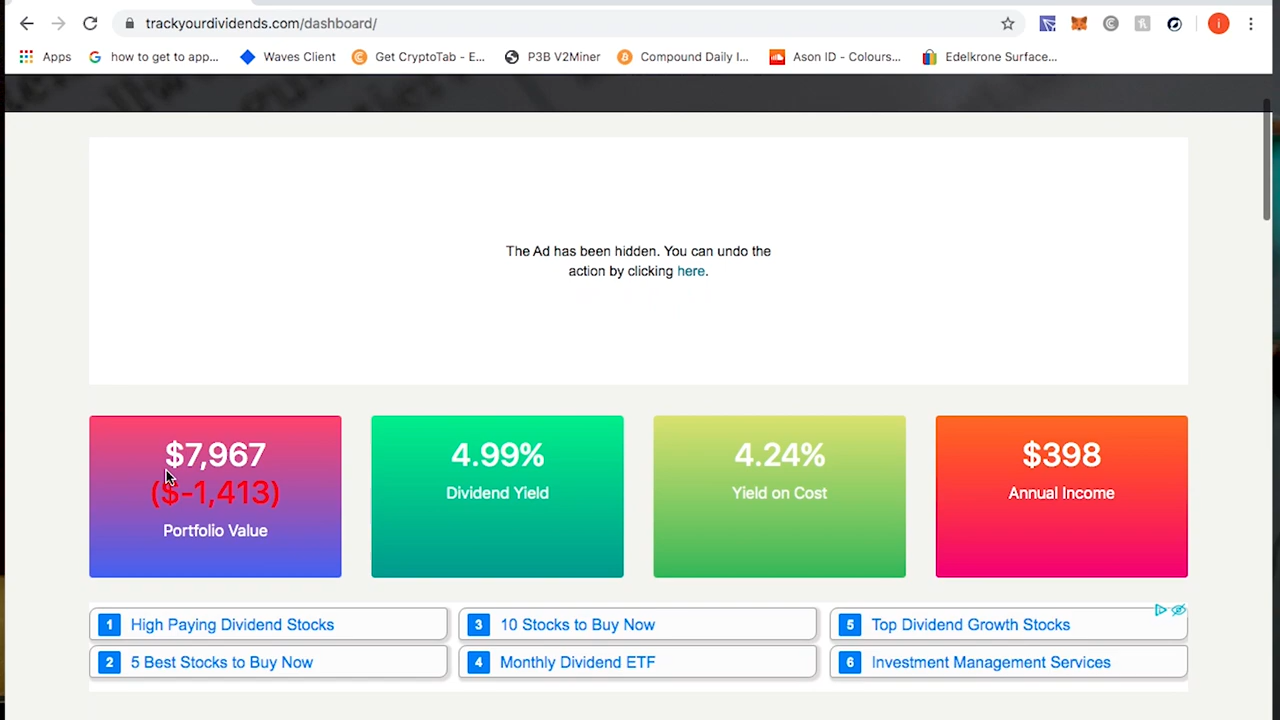 trackyourdividends.com/dashboard/
i
Apps
how to get to app...
Waves Client
Get CryptoTab - E...
P3B V2Miner
Compound Daily I...
Ason ID - Colours...
Edelkrone Surface...
The Ad has been hidden. You can undo the
action by clicking here.
$7,967
($-1,413)
Portfolio Value
4.99%
Dividend Yield
4.24%
Yield on Cost
$398
Annual Income
1 High Paying Dividend Stocks
3 10 Stocks to Buy Now
5 Top Dividend Growth Stocks
2 5 Best Stocks to Buy Now
4 Monthly Dividend ETF
6 Investment Management Services